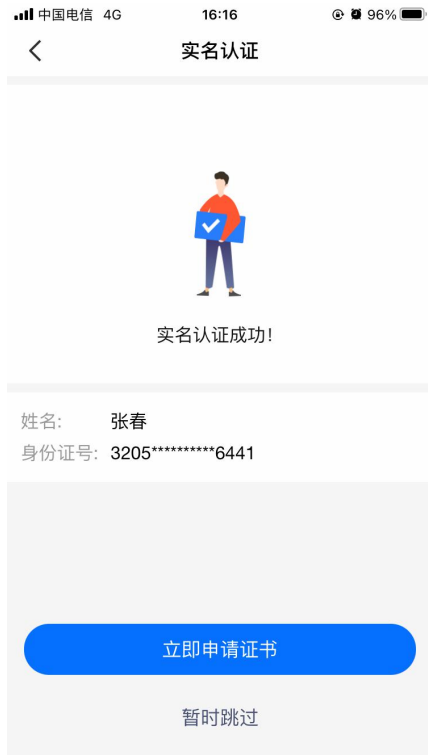 中国电信 4G 16:16 96%
实名认证
实名认证成功!
姓名: 张春
身份证号: 3205**********6441
立即申请证书
暂时跳过